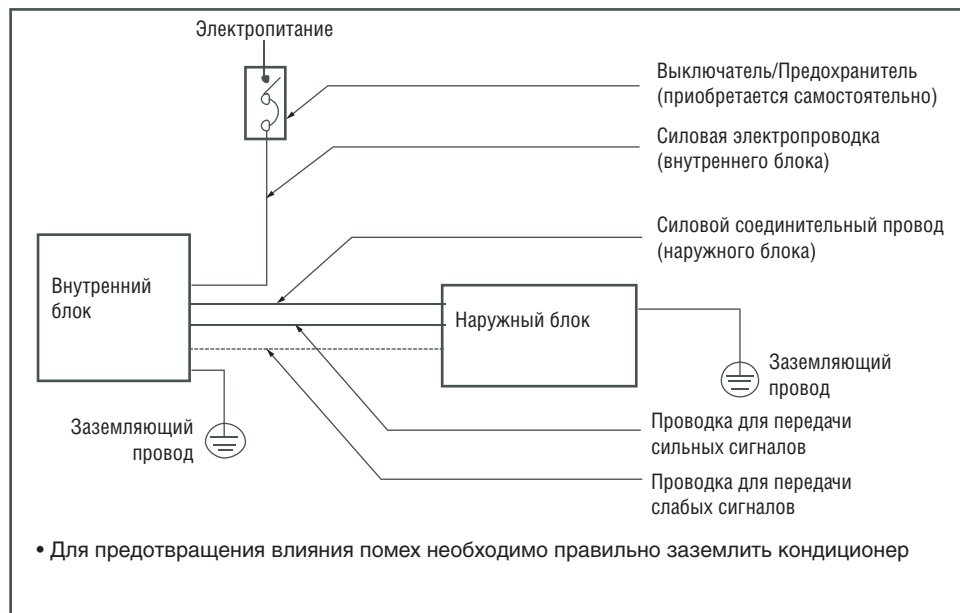 Электропитание
Выключатель/Предохранитель
(приобретается самостоятельно)
Силовая электропроводка
(внутреннего блока)
Силовой соединительный провод
(наружного блока)
Внутренний
блок
Наружный блок
Заземляющий
провод
Заземляющий
провод
Проводка для передачи
сильных сигналов
Проводка для передачи
слабых сигналов
• Для предотвращения влияния помех необходимо правильно заземлить кондиционер